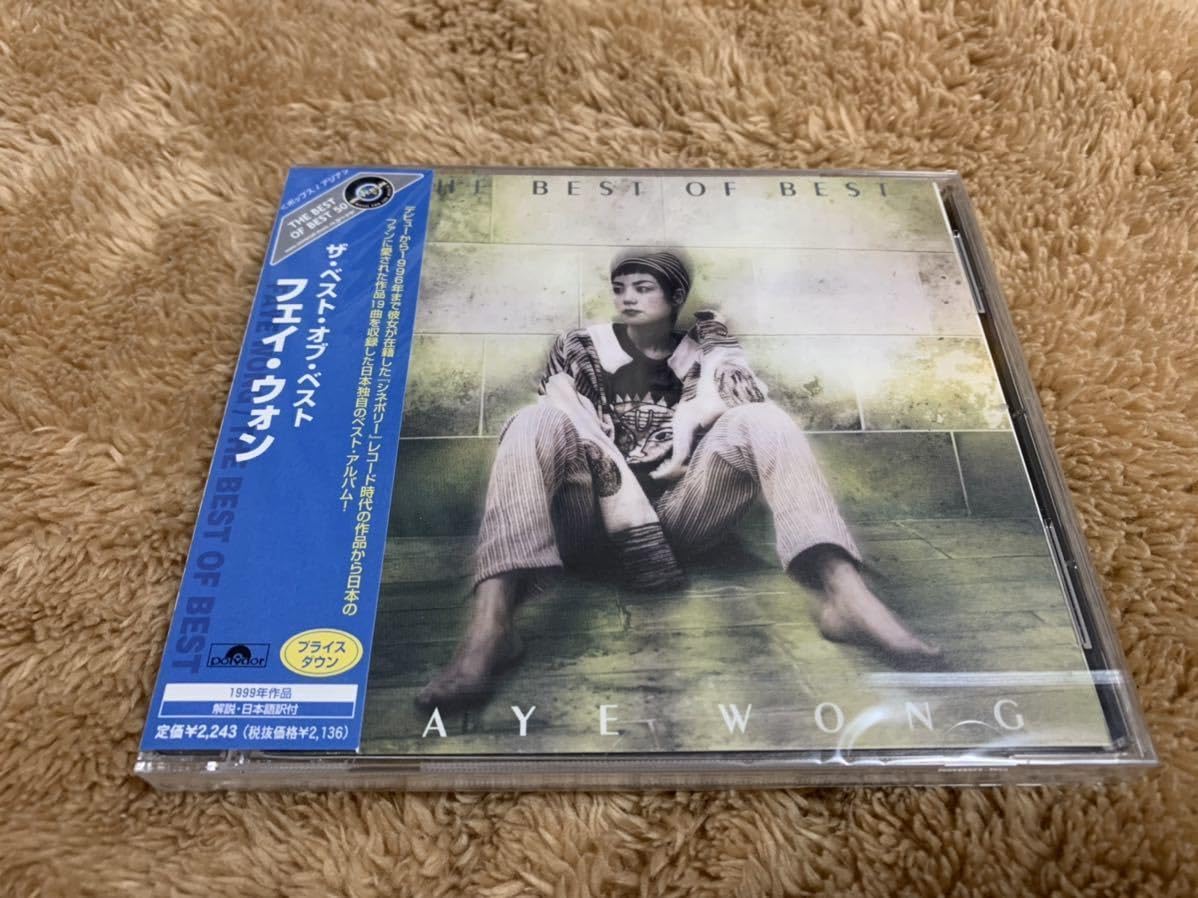 <ポップス:アジア>
THE BEST
OF BEST 50
ザ・ベスト・オブ・ベスト
フェイ・ウォン
FAYE WONG / THE BEST OF BEST
デビューから1996年まで彼女が在籍した『シネポリー』レコード時代の作品から日本の
ファンに愛された作品19曲を収録した日本独自のベスト・アルバム!
polydor
プライス
ダウン
1999年作品
解説・日本語訳付
定価¥2,243(税抜価格¥2,136)
HE BEST OF BEST
AYE WONG